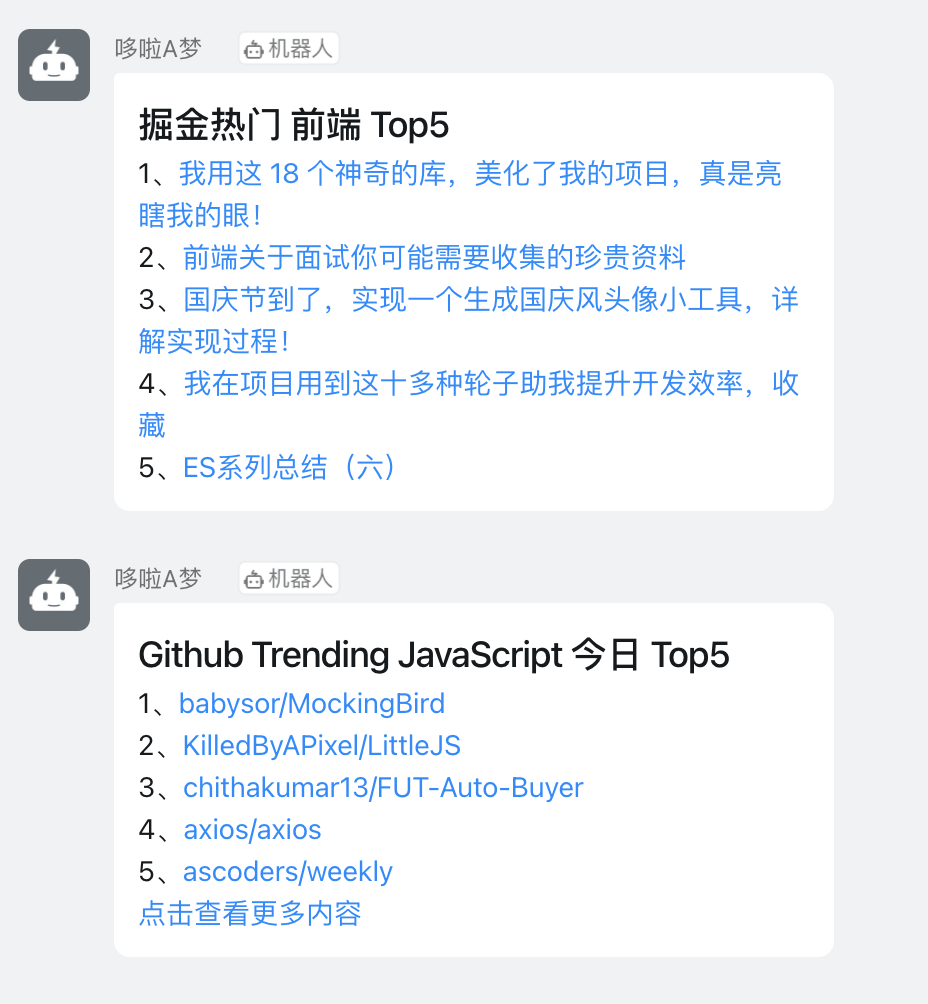 哆啦A梦 机器人
掘金热门 前端 Top5
1、我用这 18 个神奇的库，美化了我的项目，真是亮
瞎我的眼！
2、前端关于面试你可能需要收集的珍贵资料
3、国庆节到了，实现一个生成国庆风头像小工具，详
解实现过程！
4、我在项目用到这十多种轮子助我提升开发效率，收
藏
5、ES系列总结（六）
哆啦A梦 机器人
Github Trending JavaScript 今日 Top5
1、babysor/MockingBird
2、KilledByAPixel/LittleJS
3、chithakumar13/FUT-Auto-Buyer
4、axios/axios
5、ascoders/weekly
点击查看更多内容